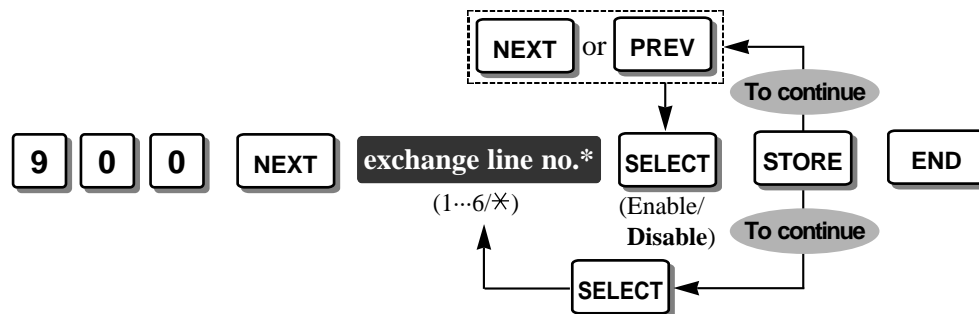 NEXT or PREV
To continue
9 0 0 NEXT exchange line no.* SELECT STORE END
(1···6/✳) (Enable/
Disable) To continue
SELECT